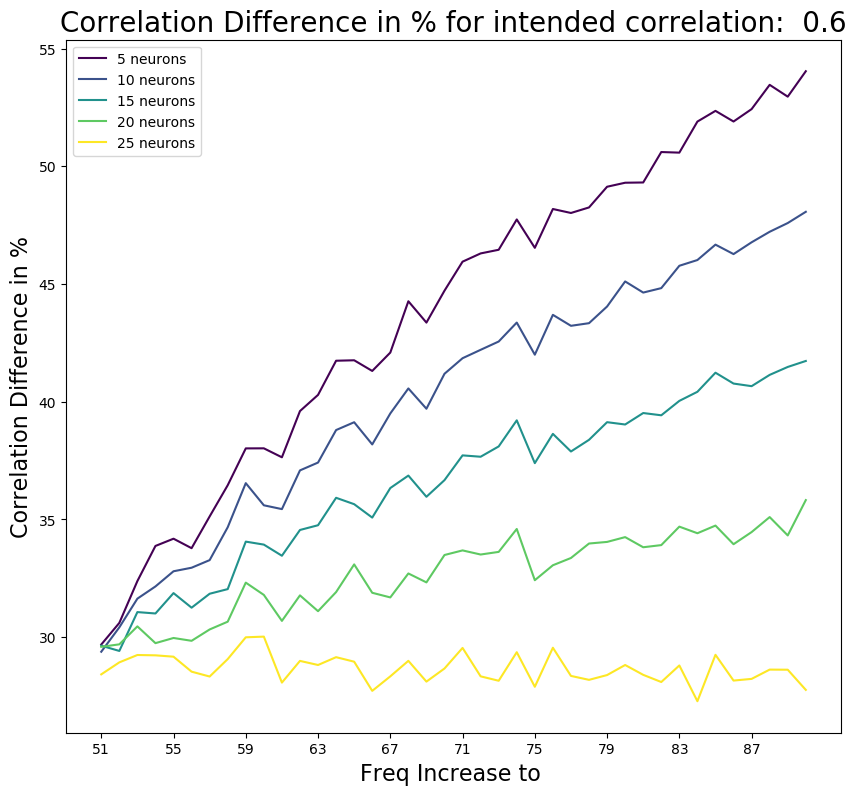 Correlation Difference in % for intended correlation:  0.6
55
50
45
40
35
30
Correlation Difference in %
5 neurons
10 neurons
15 neurons
20 neurons
25 neurons
51 55 59 63 67 71 75 79 83 87
Freq Increase to